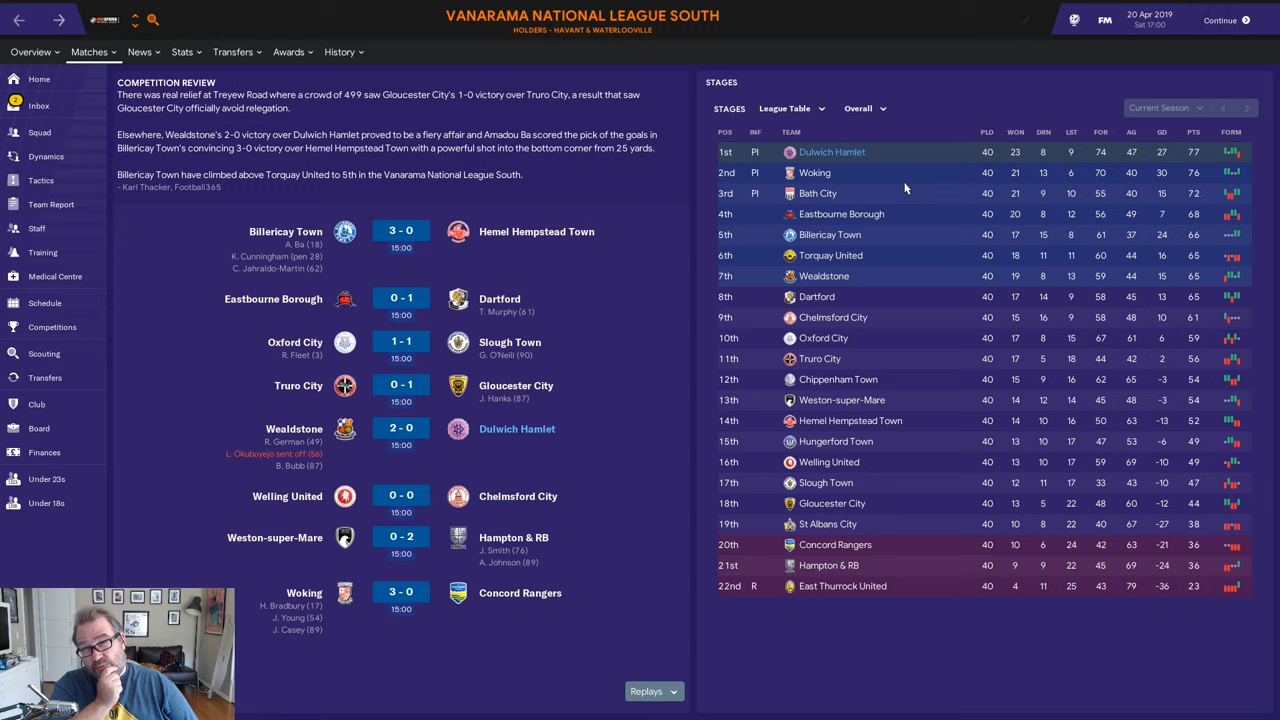 VANARAMA NATIONAL LEAGUE SOUTH
HOLDERS - HAVANT & WATERLOOVILLE
FM
20 Apr 2019
Sat 17:00
Continue
Overview
Matches
News
Stats
Transfers
Awards
History
Home
2
Inbox
Squad
Dynamics
Tactics
Team Report
Staff
Training
Medical Centre
Schedule
Competitions
Scouting
Transfers
Club
Board
Finances
Under 23s
Under 18s
COMPETITION REVIEW
There was real relief at Treyew Road where a crowd of 499 saw Gloucester City's 1-0 victory over Truro City, a result that saw
Gloucester City officially avoid relegation.
Elsewhere, Wealdstone's 2-0 victory over Dulwich Hamlet proved to be a fiery affair and Amadou Ba scored the pick of the goals in
Billericay Town's convincing 3-0 victory over Hemel Hempstead Town with a powerful shot into the bottom corner from 25 yards.
Billericay Town have climbed above Torquay United to 5th in the Vanarama National League South.
- Karl Thacker, Football365
Billericay Town 3 - 0 Hemel Hempstead Town
A. Ba (18) 15:00
K. Cunningham (pen 28)
C. Jahraldo-Martin (62)
Eastbourne Borough 0 - 1 Dartford
15:00 T. Murphy (61)
Oxford City 1 - 1 Slough Town
R. Fleet (3) 15:00 G. O'Neill (90)
Truro City 0 - 1 Gloucester City
15:00 J. Hanks (87)
Wealdstone 2 - 0 Dulwich Hamlet
R. German (49) 15:00
L. Okubuyejo sent off (56)
B. Bubb (87)
Welling United 0 - 0 Chelmsford City
15:00
Weston-super-Mare 0 - 2 Hampton & RB
15:00 J. Smith (76)
A. Johnson (89)
Woking 3 - 0 Concord Rangers
H. Bradbury (17) 15:00
J. Young (54)
J. Casey (89)
Replays
STAGES
STAGES League Table Overall Current Season
POS INF TEAM PLD WON DRN LST FOR AG GD PTS FORM
1st PI Dulwich Hamlet 40 23 8 9 74 47 27 77
2nd PI Woking 40 21 13 6 70 40 30 76
3rd PI Bath City 40 21 9 10 55 40 15 72
4th Eastbourne Borough 40 20 8 12 56 49 7 68
5th Billericay Town 40 17 15 8 61 37 24 66
6th Torquay United 40 18 11 11 60 44 16 65
7th Wealdstone 40 19 8 13 59 44 15 65
8th Dartford 40 17 14 9 58 45 13 65
9th Chelmsford City 40 15 16 9 58 48 10 61
10th Oxford City 40 17 8 15 67 61 6 59
11th Truro City 40 17 5 18 44 42 2 56
12th Chippenham Town 40 15 9 16 62 65 -3 54
13th Weston-super-Mare 40 14 12 14 45 48 -3 54
14th Hemel Hempstead Town 40 14 10 16 50 63 -13 52
15th Hungerford Town 40 13 10 17 47 53 -6 49
16th Welling United 40 13 10 17 59 69 -10 49
17th Slough Town 40 12 11 17 33 43 -10 47
18th Gloucester City 40 13 5 22 48 60 -12 44
19th St Albans City 40 10 8 22 40 67 -27 38
20th Concord Rangers 40 10 6 24 42 63 -21 36
21st Hampton & RB 40 9 9 22 45 69 -24 36
22nd R East Thurrock United 40 4 11 25 43 79 -36 23